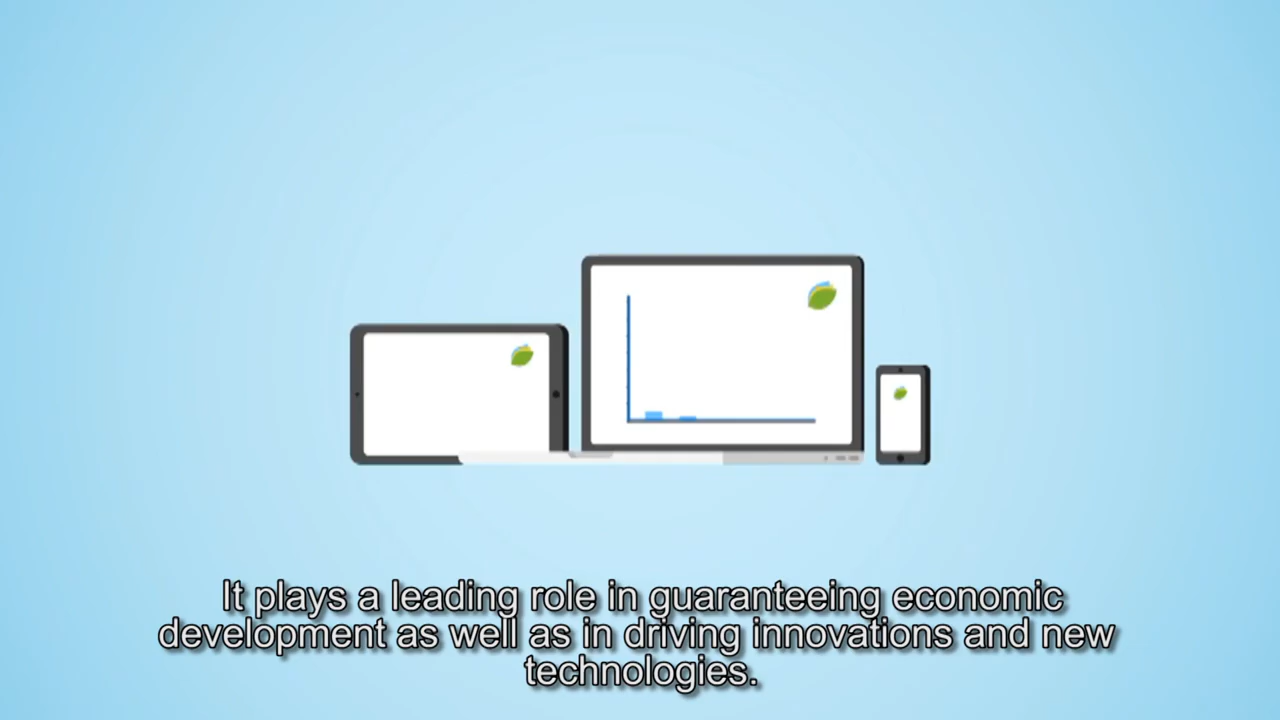 It plays a leading role in guaranteeing economic
development as well as in driving innovations and new
technologies.